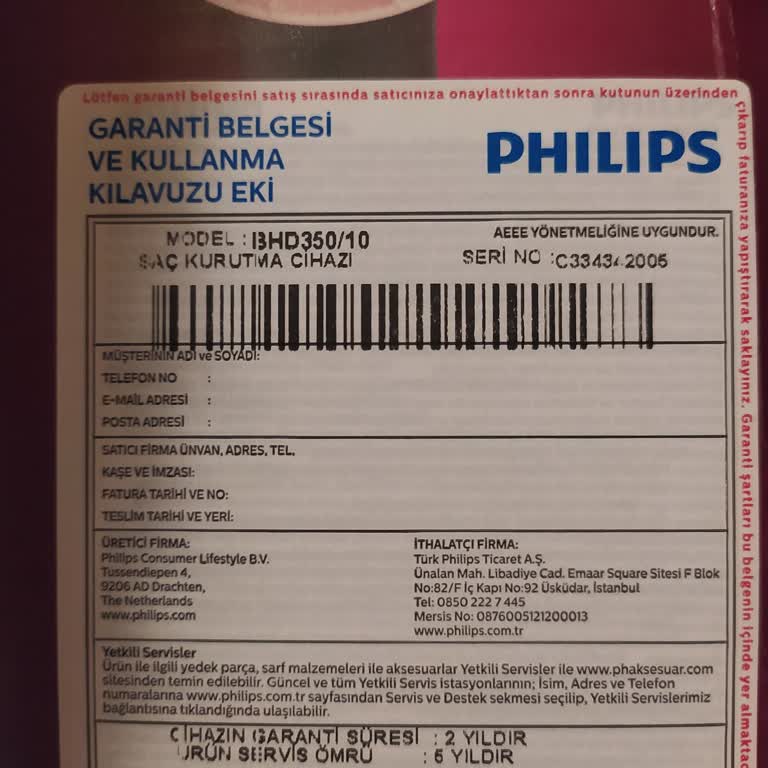 Lütfen garanti belgesini satış sırasında satıcınıza onaylattıktan sonra kutunun üzerinden
çıkarıp faturanıza yapıştırarak saklayınız. Garanti şartları bu belgenin içinde yer almaktad
GARANTİ BELGESİ
VE KULLANMA
KILAVUZU EKİ
PHILIPS
MODEL : BHD350/10
AEEE YÖNETMELİĞİNE UYGUNDUR.
SAÇ KURUTMA CİHAZI
SERİ NO :
MÜŞTERİNİN ADI ve SOYADI:
TELEFON NO :
E-MAİL ADRESİ :
POSTA ADRESİ :
SATICI FİRMA ÜNVAN, ADRES, TEL.
KAŞE VE İMZASI:
FATURA TARİHİ VE NO:
TESLİM TARİHİ VE YERİ:
ÜRETİCİ FİRMA:
Philips Consumer Lifestyle B.V.
Tussendiepen 4,
9206 AD Drachten,
The Netherlands
www.philips.com
İTHALATÇI FİRMA:
Türk Philips Ticaret A.Ş.
Ünalan Mah. Libadiye Cad. Emaar Square Sitesi F Blok
No:82/F İç Kapı No:92 Üsküdar, İstanbul
Tel: 0850 222 7 445
Mersis No: 0876005121200013
www.philips.com.tr
Yetkili Servisler
Ürün ile ilgili yedek parça, sarf malzemeleri ile aksesuarlar Yetkili Servisler ile www.phaksesuar.com
sitesinden temin edilebilir. Güncel ve tüm Yetkili Servis istasyonlarının; İsim, Adres ve Telefon
numaralarına www.philips.com.tr sayfasından Servis ve Destek sekmesi seçilip, Yetkili Servislerimiz
bağlantısına tıklandığında ulaşılabilir.
CİHAZIN GARANTİ SÜRESİ : 2 YILDIR
ÜRÜN SERVİS ÖMRÜ : 5 YILDIR